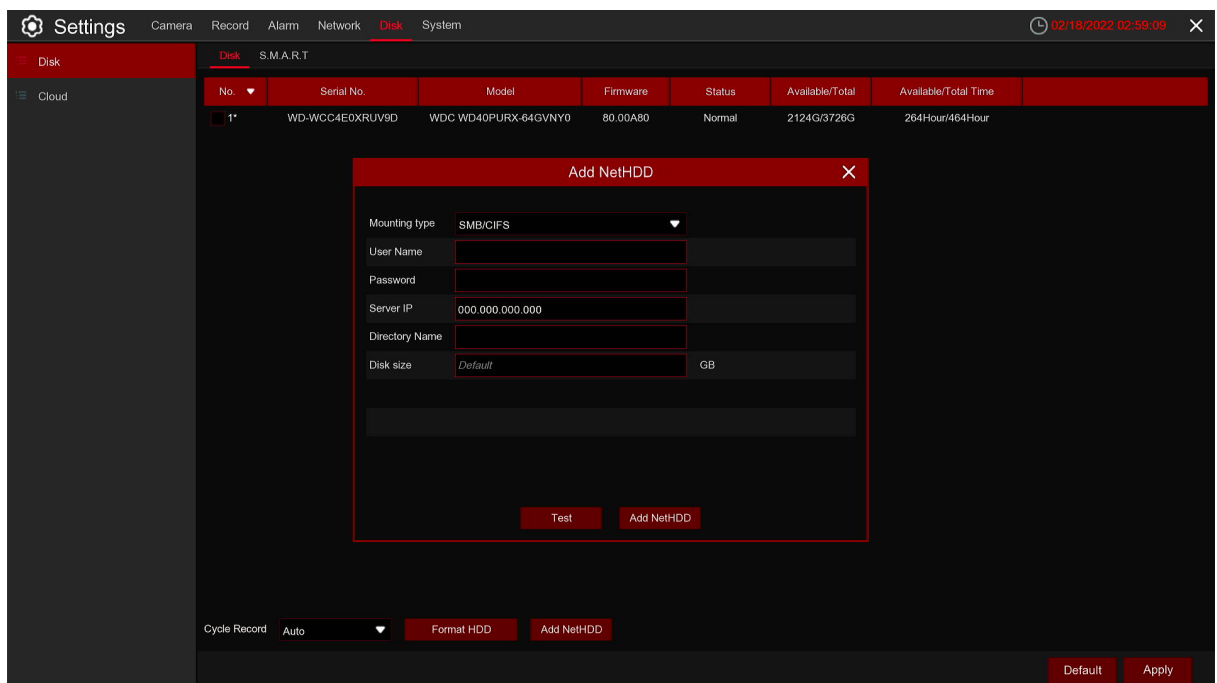 Settings Camera Record Alarm Network Disk System 02/18/2022 02:59:09
Disk
Cloud
Disk S.M.A.R.T
No. Serial No. Model Firmware Status Available/Total Available/Total Time
1* WD-WCC4E0XRUV9D WDC WD40PURX-64GVNY0 80.00A80 Normal 2124G/3726G 264Hour/464Hour
Add NetHDD
Mounting type SMB/CIFS
User Name
Password
Server IP 000.000.000.000
Directory Name
Disk size Default GB
Test Add NetHDD
Cycle Record Auto Format HDD Add NetHDD
Default Apply